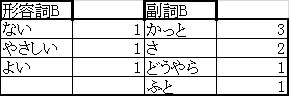 形容詞B 副詞B
ない 1 かっと 3
やさしい 1 さ 2
よい 1 どうやら 1
ふと 1